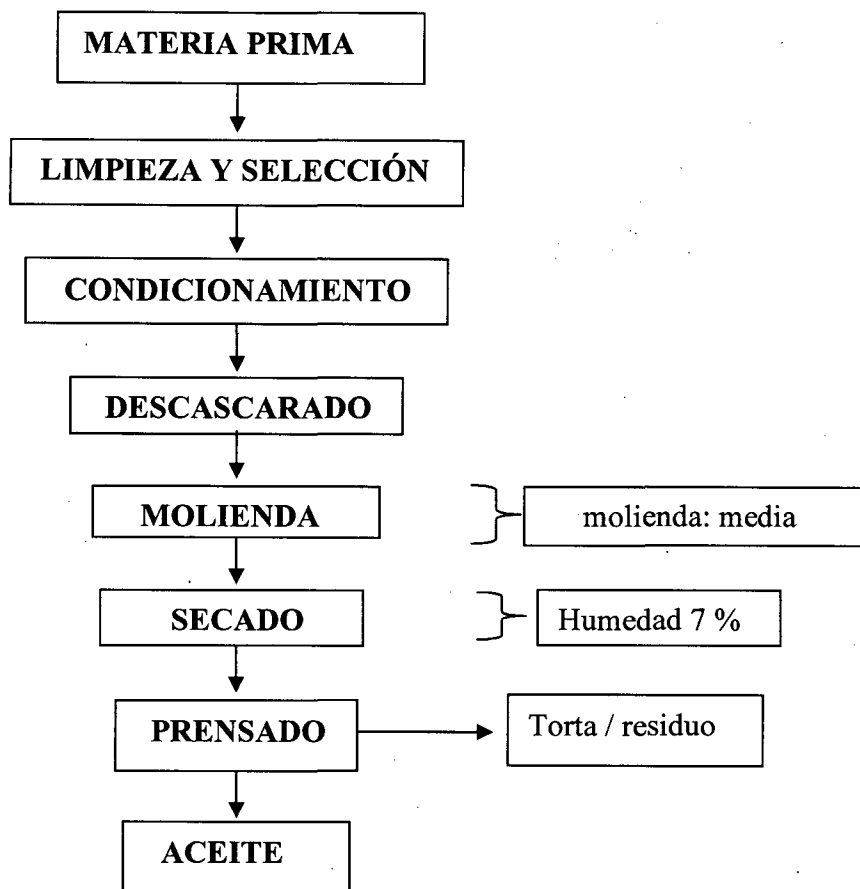 MATERIA PRIMA
LIMPIEZA Y SELECCIÓN
CONDICIONAMIENTO
DESCASCARADO
MOLIENDA
molienda: media
SECADO
Humedad 7 %
PRENSADO
Torta / residuo
ACEITE